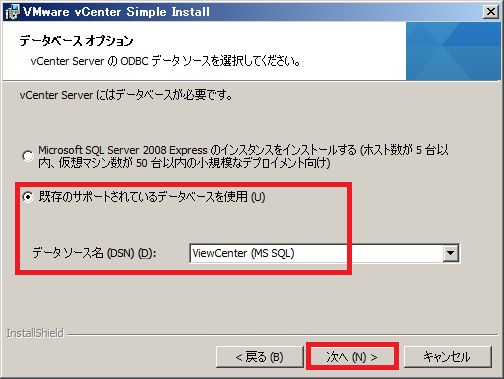 VMware vCenter Simple Install
データベース オプション
vCenter Server の ODBC データ ソースを選択してください。
vCenter Server にはデータベースが必要です。
Microsoft SQL Server 2008 Express のインスタンスをインストールする (ホスト数が 5 台以
内、仮想マシン数が 50 台以内の小規模なデプロイメント向け)
既存のサポートされているデータベースを使用 (U)
データ ソース名 (DSN) (D):
ViewCenter (MS SQL)
InstallShield
< 戻る (B)
次へ (N) >
キャンセル